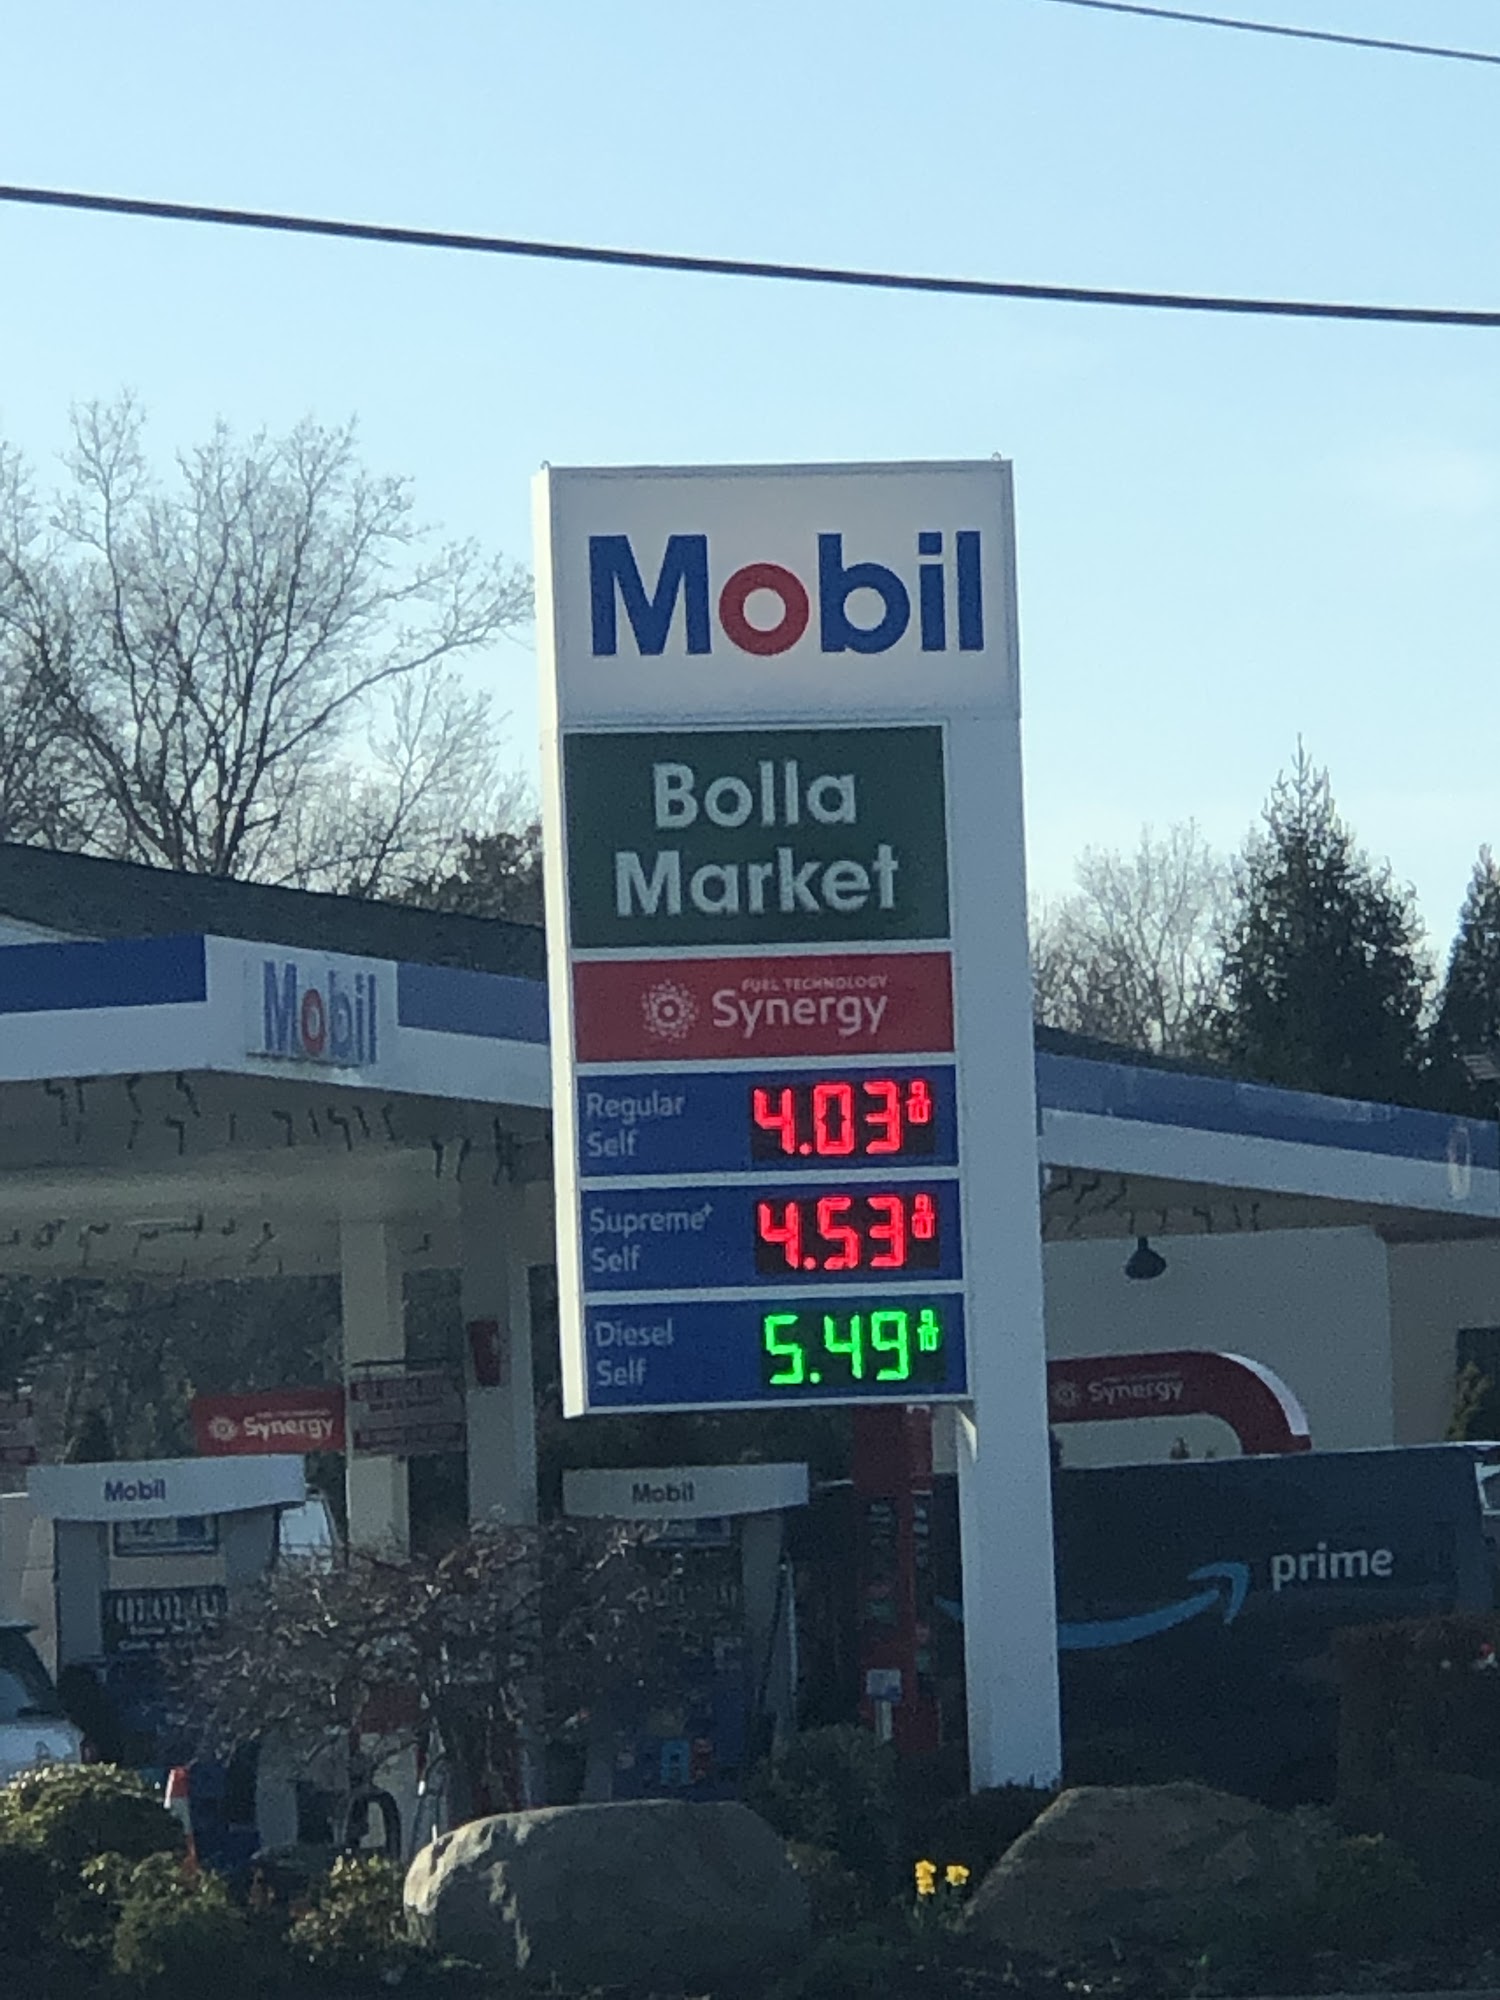 Mobil
Bolla
Market
FUEL TECHNOLOGY
Synergy
Regular
Self
4.03 9/10
Supreme+
Self
4.53 9/10
Diesel
Self
5.49 9/10
Mobil
Synergy
Synergy
Mobil
Mobil
prime